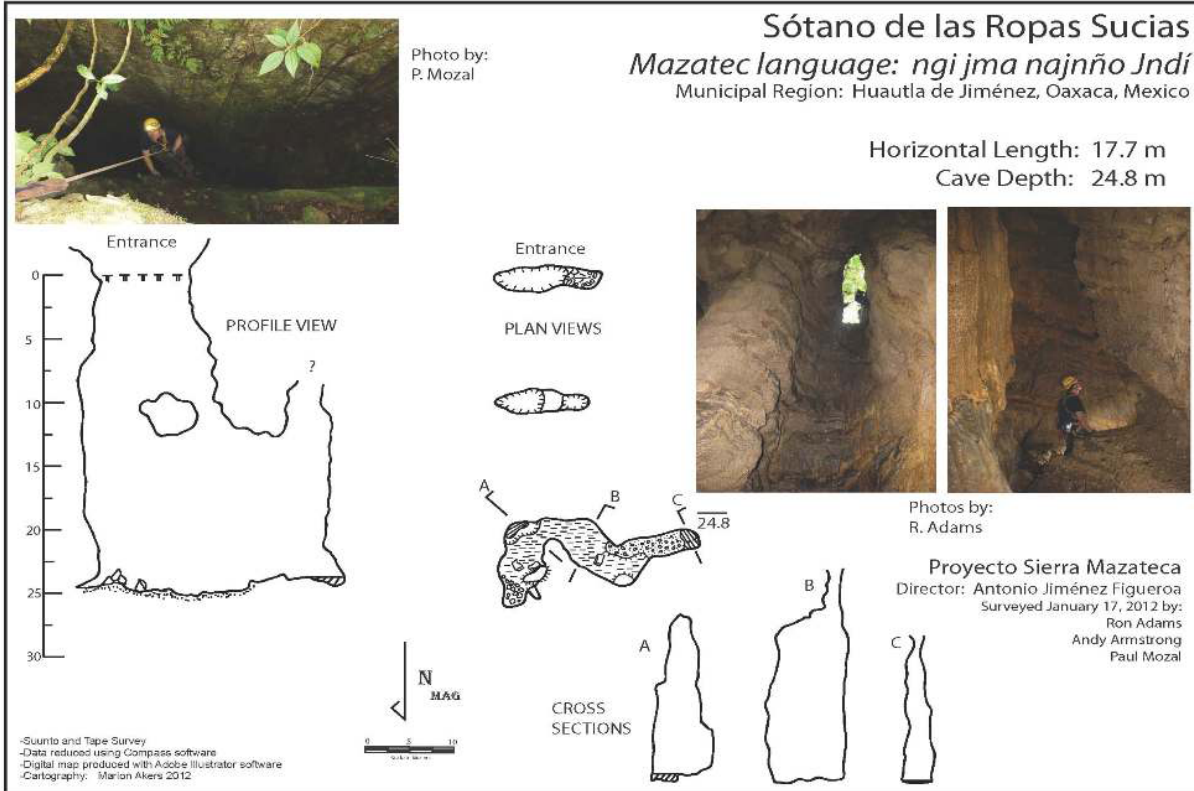 Sótano de las Ropas Sucias
Mazatec language: ngi jma najnño Jndí
Municipal Region: Huautla de Jiménez, Oaxaca, Mexico
Horizontal Length: 17.7 m
Cave Depth: 24.8 m
Photo by:
P. Mozal
Entrance
0
5
10
15
20
25
30
PROFILE VIEW
?
Entrance
PLAN VIEWS
A
B
C
24.8
Photos by:
R. Adams
Proyecto Sierra Mazateca
Director: Antonio Jiménez Figueroa
Surveyed January 17, 2012 by:
Ron Adams
Andy Armstrong
Paul Mozal
A
B
C
CROSS
SECTIONS
N
MAG
0 5 10
-Suunto and Tape Survey
-Data reduced using Compass software
-Digital map produced with Adobe Illustrator software
-Cartography: Marion Akers 2012